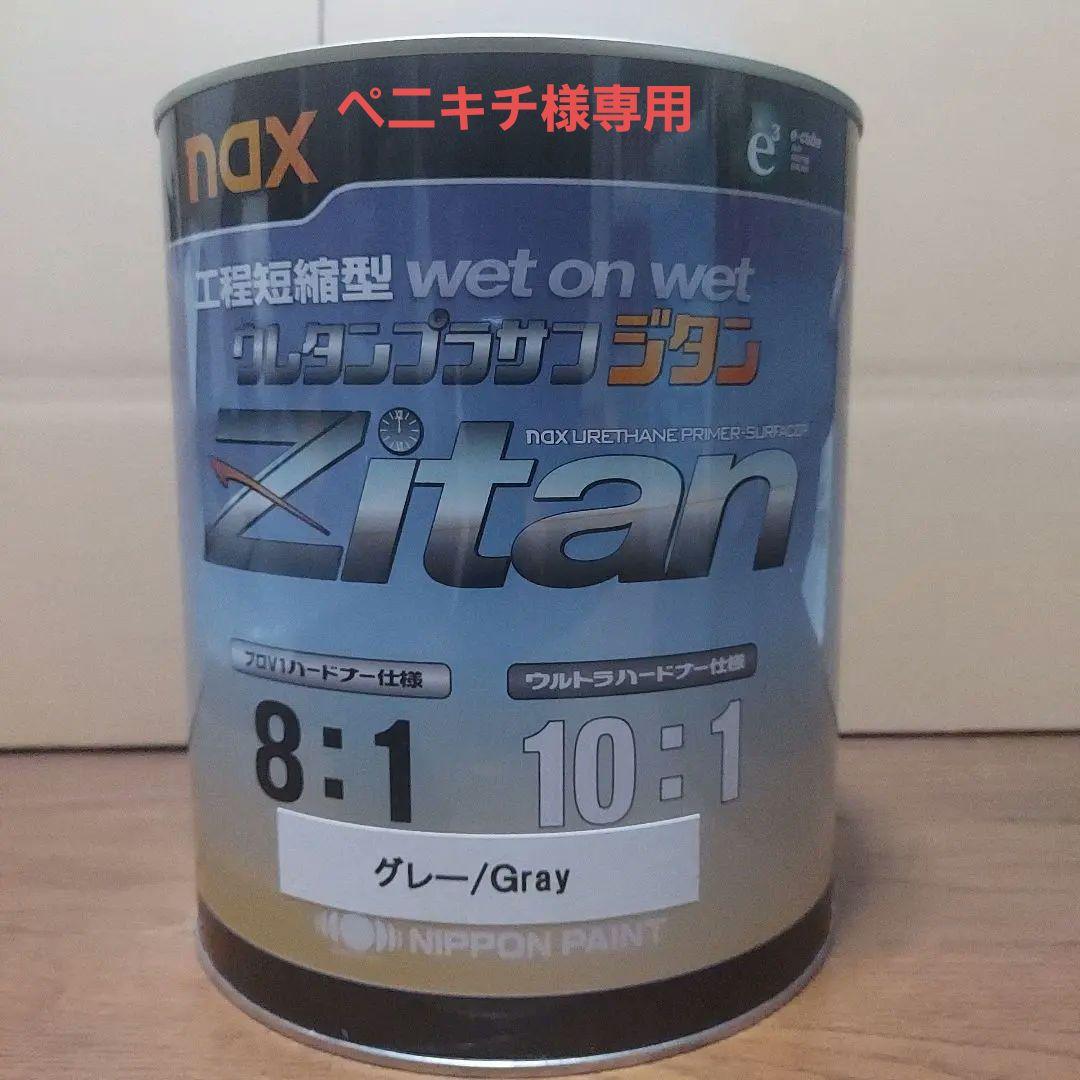 ペニキチ様専用
nax
e³
工程短縮型 wet on wet
ウレタンプラサフジタン
nax URETHANE PRIMER-SURFACER
Zitan
プロV1ハードナー仕様
8:1
ウルトラハードナー仕様
10:1
グレー/Gray
NIPPON PAINT